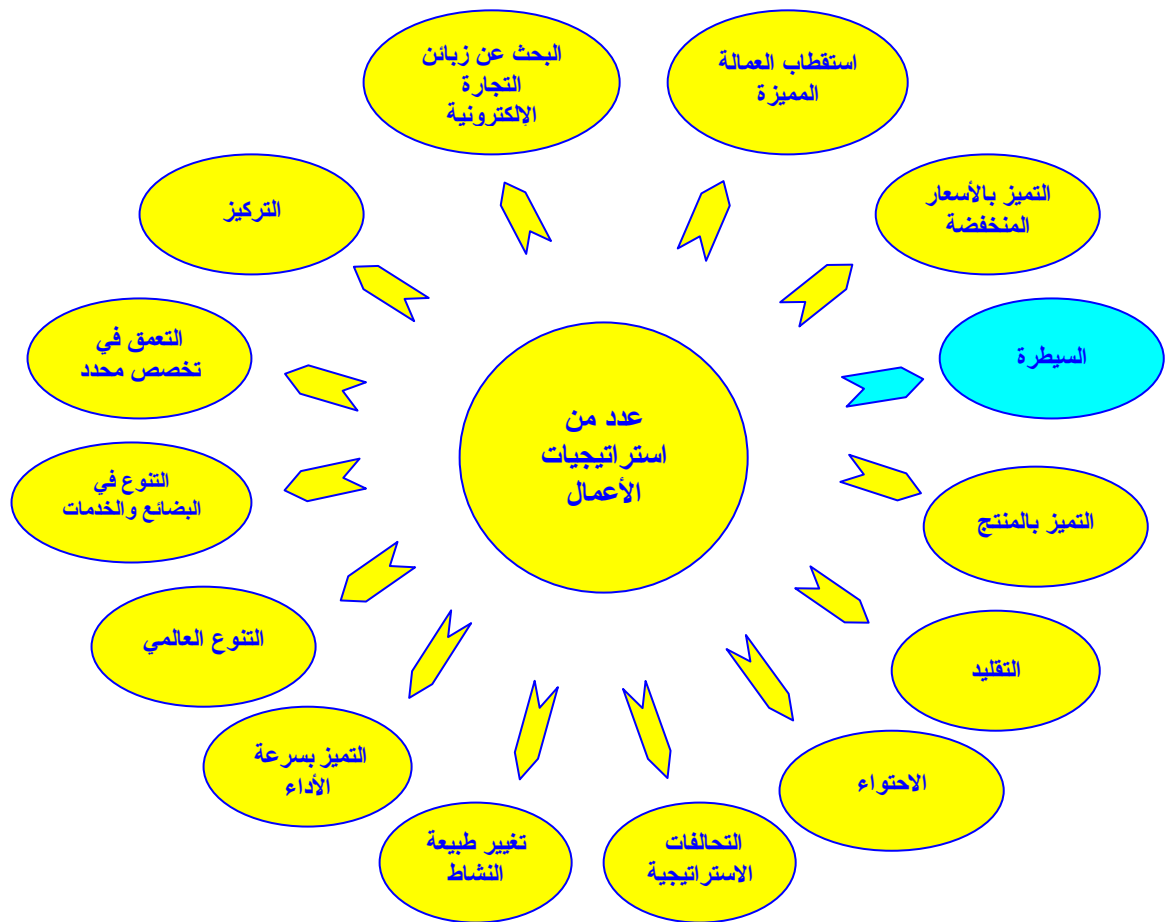 البحث عن زبائن
التجارة
الإلكترونية
استقطاب العمالة
المميزة
التميز بالأسعار
المنخفضة
السيطرة
التميز بالمنتج
التقليد
الاحتواء
التحالفات
الاستراتيجية
تغيير طبيعة
النشاط
التميز بسرعة
الأداء
التنوع العالمي
التنوع في
البضائع والخدمات
التعمق في
تخصص محدد
التركيز
عدد من
استراتيجيات
الأعمال